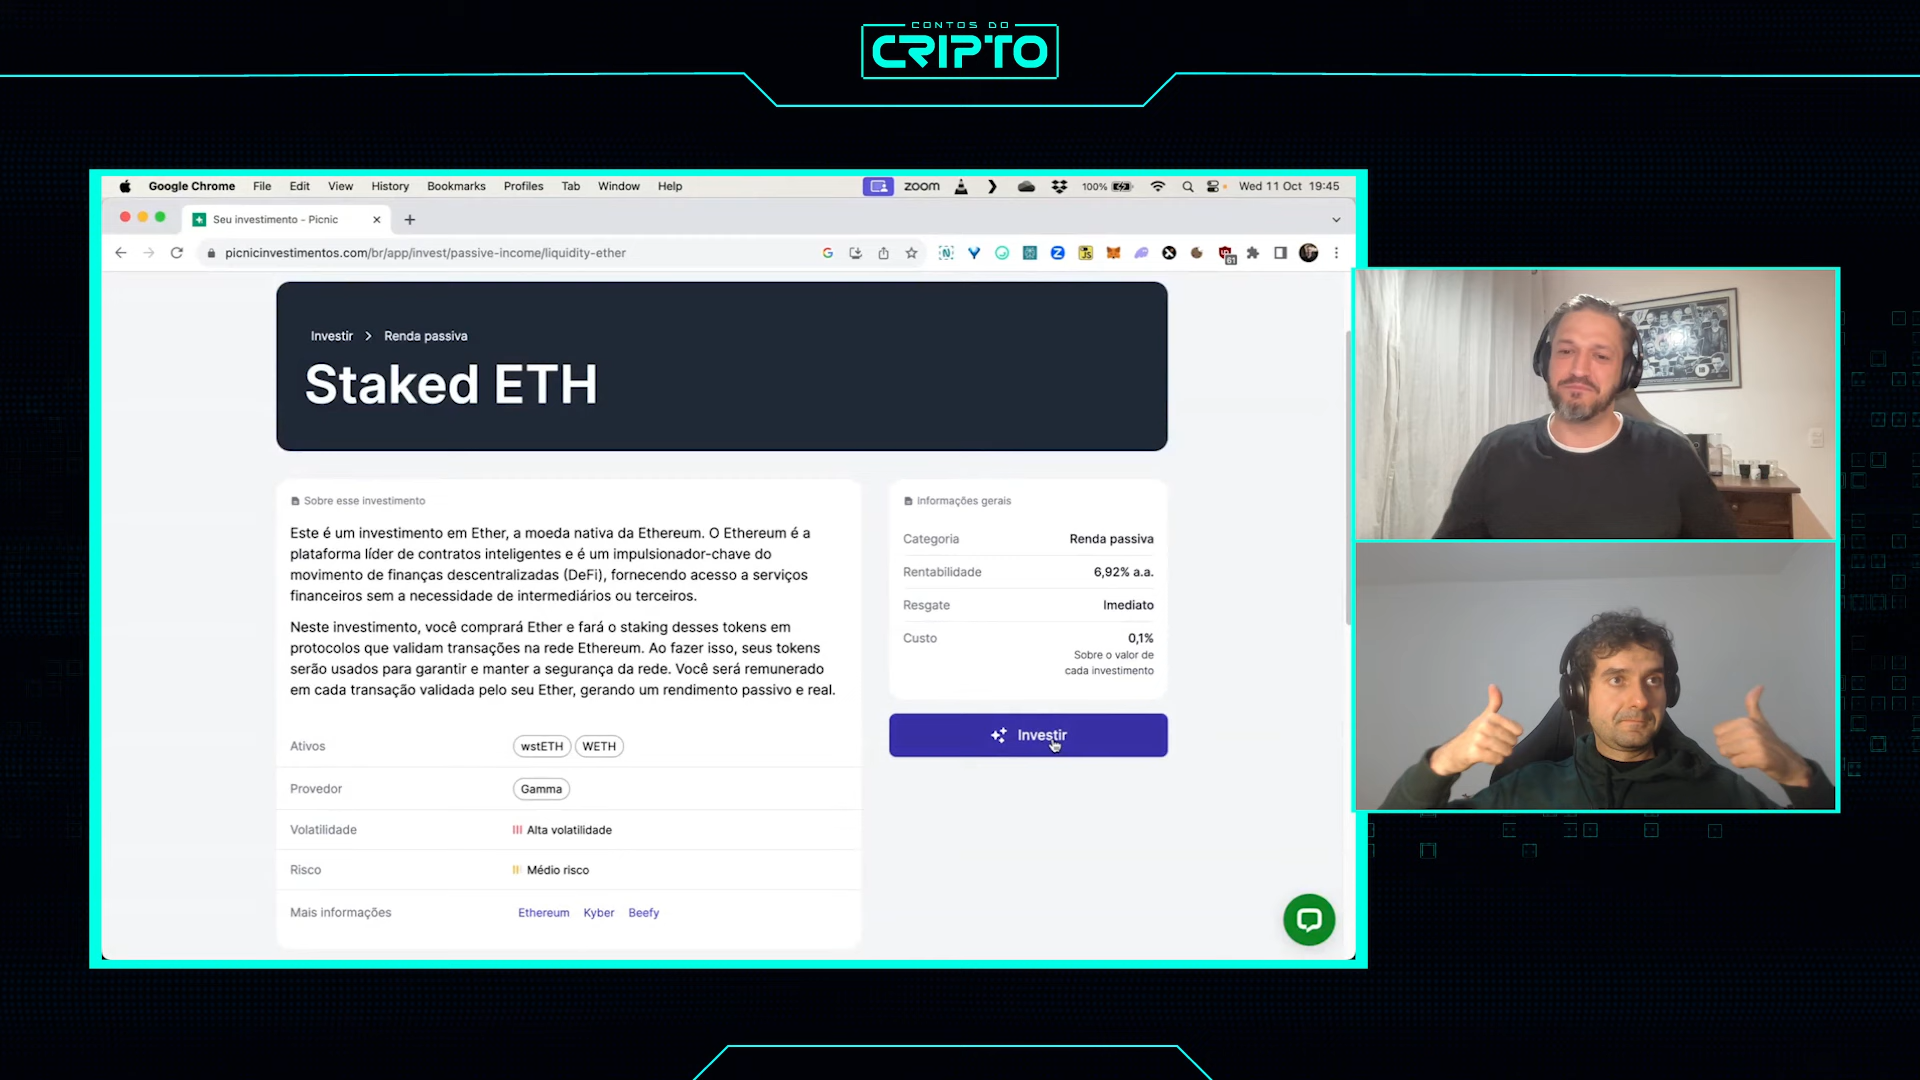 CONTOS DO
CRIPTO
Google Chrome File Edit View History Bookmarks Profiles Tab Window Help
zoom 100% Wed 11 Oct 19:45
Seu investimento - Picnic
picnicinvestimentos.com/br/app/invest/passive-income/liquidity-ether
Investir > Renda passiva
Staked ETH
Sobre esse investimento
Este é um investimento em Ether, a moeda nativa da Ethereum. O Ethereum é a
plataforma líder de contratos inteligentes e é um impulsionador-chave do
movimento de finanças descentralizadas (DeFi), fornecendo acesso a serviços
financeiros sem a necessidade de intermediários ou terceiros.
Neste investimento, você comprará Ether e fará o staking desses tokens em
protocolos que validam transações na rede Ethereum. Ao fazer isso, seus tokens
serão usados para garantir e manter a segurança da rede. Você será remunerado
em cada transação validada pelo seu Ether, gerando um rendimento passivo e real.
Ativos wstETH WETH
Provedor Gamma
Volatilidade Alta volatilidade
Risco Médio risco
Mais informações Ethereum Kyber Beefy
Informações gerais
Categoria Renda passiva
Rentabilidade 6,92% a.a.
Resgate Imediato
Custo 0,1%
Sobre o valor de
cada investimento
Investir